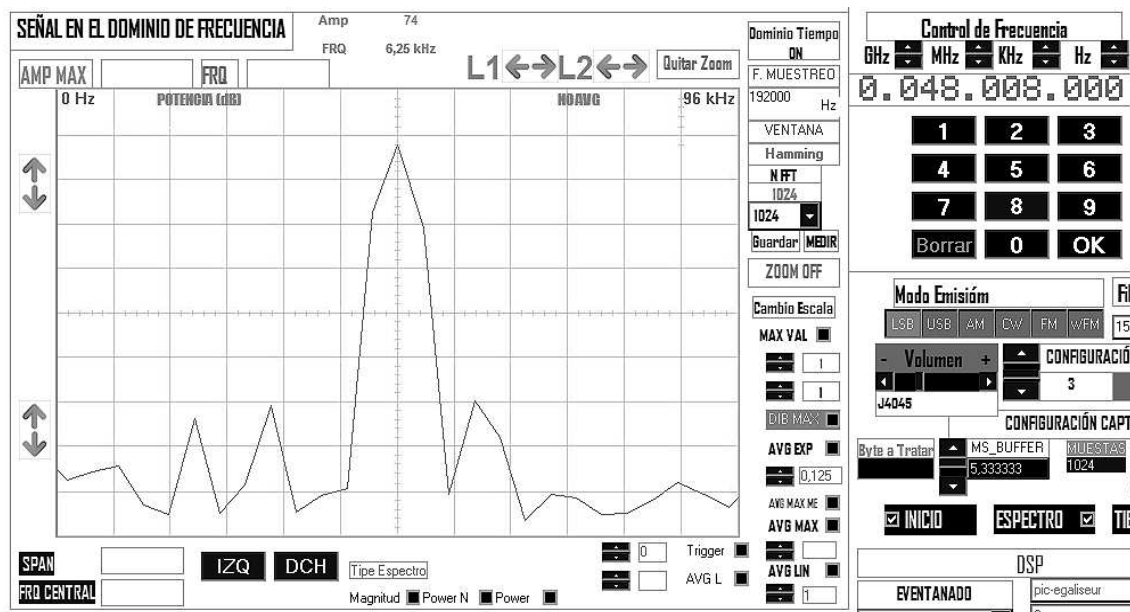 SEÑAL EN EL DOMINIO DE FRECUENCIA
Amp 74
FRQ 6,25 kHz
AMP MAX FRQ
L1 L2 Quitar Zoom
0 Hz POTENCIA (dB) NO AVG 96 kHz
Dominio Tiempo
ON
F. MUESTREO
192000 Hz
VENTANA
Hamming
N FFT
1024
1024
Guardar MEDIR
ZOOM OFF
Cambio Escala
MAX VAL
1
1
DIB MAX
AVG EXP
0,125
AVG MAX ME
AVG MAX
AVG LIN
1
SPAN
FRQ CENTRAL
IZQ DCH
Tipe Espectro
Magnitud Power N Power
0 Trigger
AVG L
Control de Frecuencia
GHz MHz KHz Hz
0.048.008.000
1 2 3
4 5 6
7 8 9
Borrar 0 OK
Modo Emisióm
LSB USB AM CW FM WFM
15
- Volumen +
J4045
CONFIGURACIÓ
3
CONFIGURACIÓN CAPT
Byte a Tratar
MS_BUFFER
5,333333
MUESTAS
1024
INICIO ESPECTRO TIE
DSP
EVENTANADO
pic-egaliseur